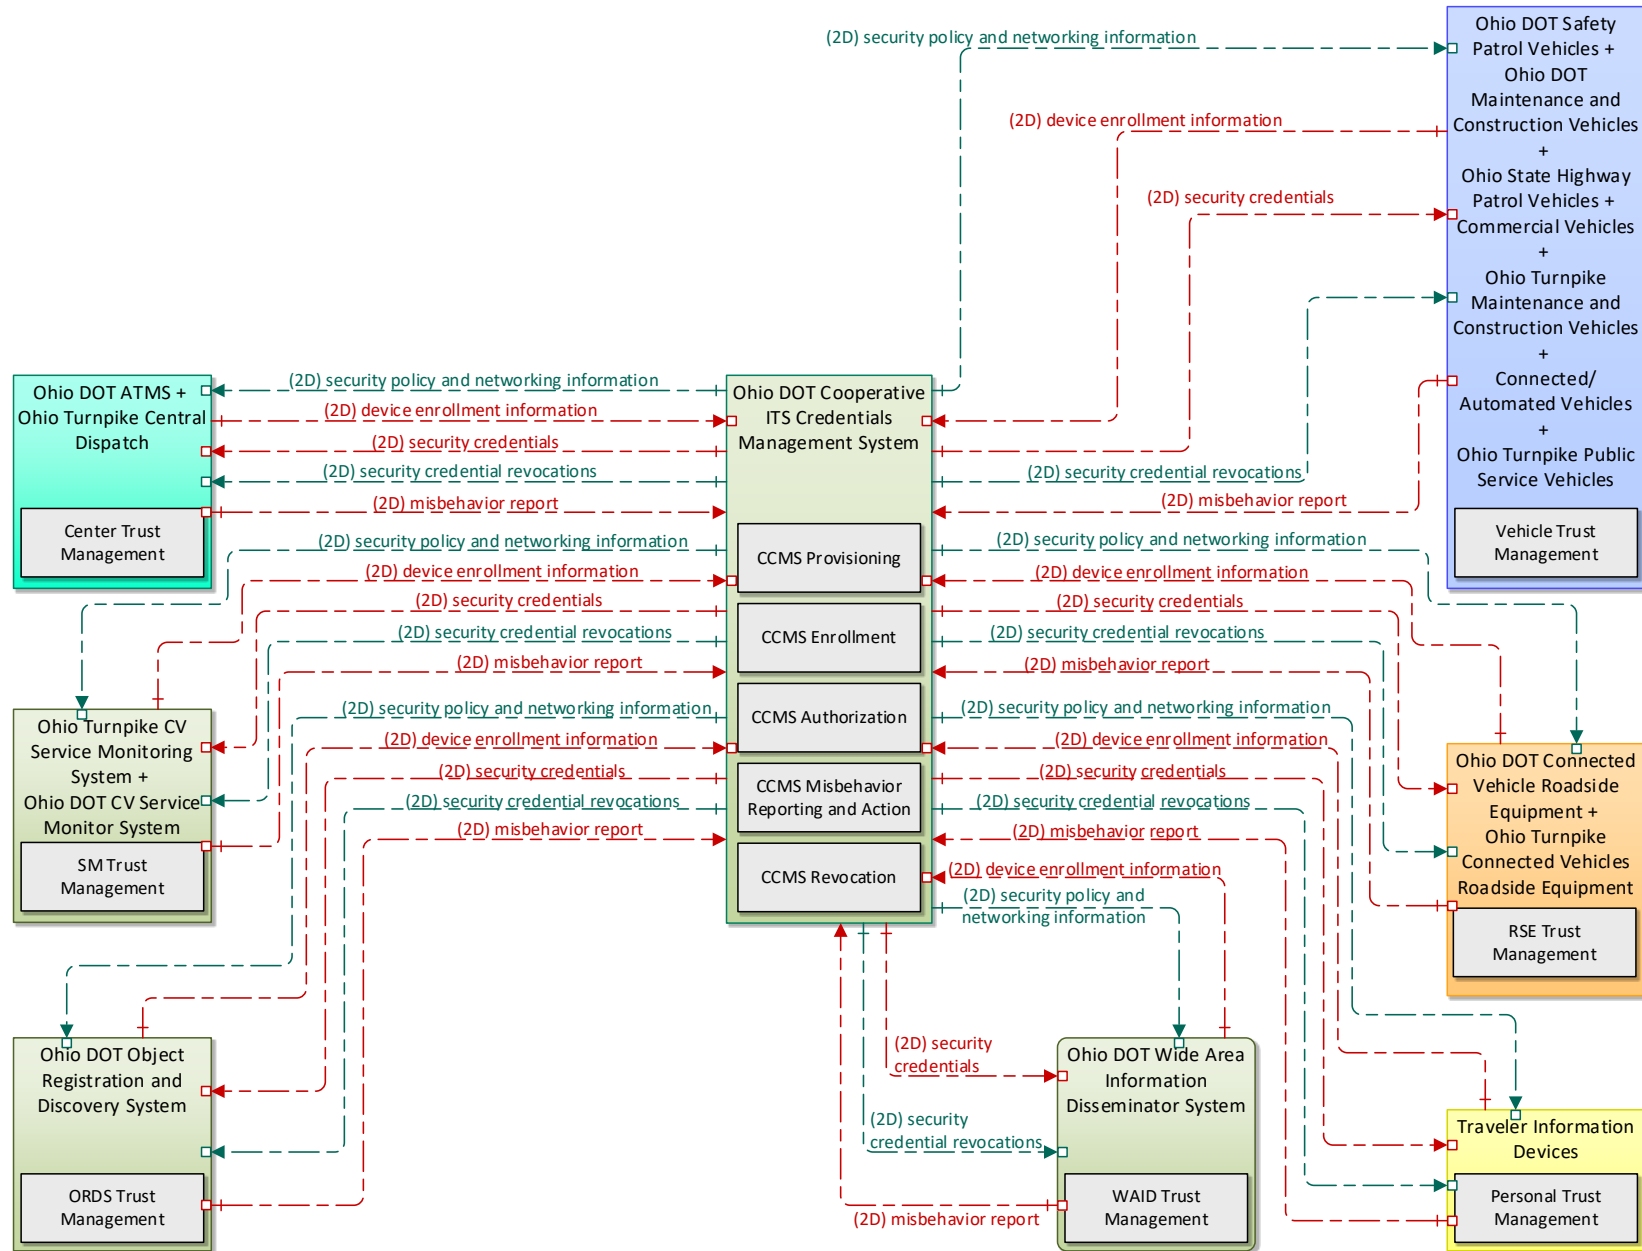 (2D) security policy and networking information
Ohio DOT Safety
Patrol Vehicles +
Ohio DOT
Maintenance and
Construction Vehicles
+
Ohio State Highway
Patrol Vehicles +
Commercial Vehicles
+
Ohio Turnpike
Maintenance and
Construction Vehicles
+
Connected/
Automated Vehicles
+
Ohio Turnpike Public
Service Vehicles
Vehicle Trust
Management
(2D) device enrollment information
(2D) security credentials
(2D) security credential revocations
(2D) misbehavior report
Ohio DOT ATMS +
Ohio Turnpike Central
Dispatch
Center Trust
Management
(2D) security policy and networking information
(2D) device enrollment information
(2D) security credentials
(2D) security credential revocations
(2D) misbehavior report
Ohio DOT Cooperative
ITS Credentials
Management System
CCMS Provisioning
CCMS Enrollment
CCMS Authorization
CCMS Misbehavior
Reporting and Action
CCMS Revocation
(2D) security policy and networking information
(2D) device enrollment information
(2D) security credentials
(2D) security credential revocations
(2D) misbehavior report
Ohio Turnpike CV
Service Monitoring
System +
Ohio DOT CV Service
Monitor System
SM Trust
Management
(2D) security policy and networking information
(2D) device enrollment information
(2D) security credentials
(2D) security credential revocations
(2D) misbehavior report
Ohio DOT Connected
Vehicle Roadside
Equipment +
Ohio Turnpike
Connected Vehicles
Roadside Equipment
RSE Trust
Management
(2D) security policy and networking information
(2D) device enrollment information
(2D) security credentials
(2D) security credential revocations
(2D) misbehavior report
Ohio DOT Object
Registration and
Discovery System
ORDS Trust
Management
(2D) security policy and networking information
(2D) device enrollment information
(2D) security credentials
(2D) security credential revocations
(2D) misbehavior report
Traveler Information
Devices
Personal Trust
Management
(2D) device enrollment information
(2D) security policy and
networking information
(2D) security
credentials
(2D) security
credential revocations
(2D) misbehavior report
Ohio DOT Wide Area
Information
Disseminator System
WAID Trust
Management